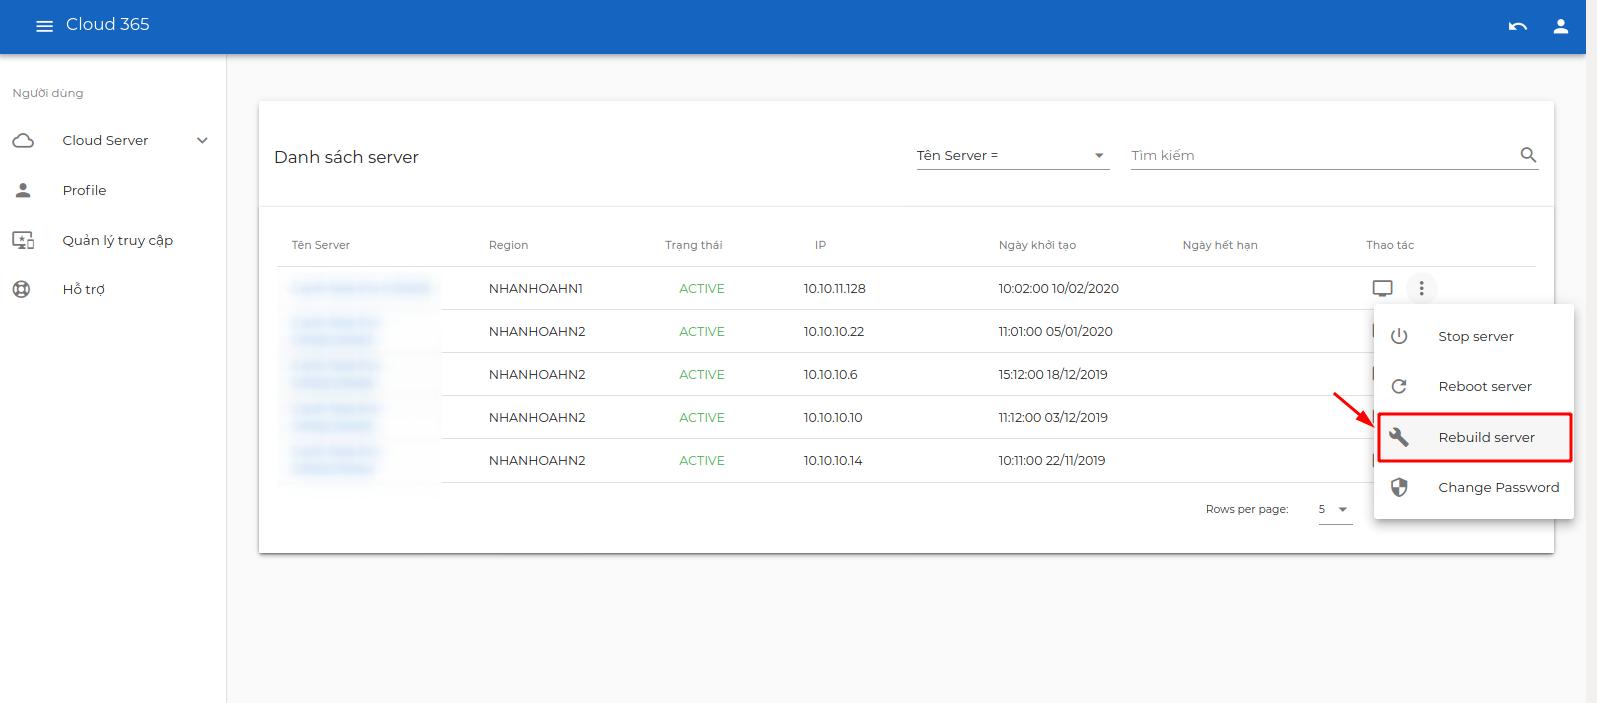 Cloud 365
Người dùng
Cloud Server
Profile
Quản lý truy cập
Hỗ trợ
Danh sách server
Tên Server =
Tìm kiếm
Tên Server Region Trạng thái IP Ngày khởi tạo Ngày hết hạn Thao tác
NHANHOAHN1 ACTIVE 10.10.11.128 10:02:00 10/02/2020
NHANHOAHN2 ACTIVE 10.10.10.22 11:01:00 05/01/2020
NHANHOAHN2 ACTIVE 10.10.10.6 15:12:00 18/12/2019
NHANHOAHN2 ACTIVE 10.10.10.10 11:12:00 03/12/2019
NHANHOAHN2 ACTIVE 10.10.10.14 10:11:00 22/11/2019
Rows per page: 5
Stop server
Reboot server
Rebuild server
Change Password